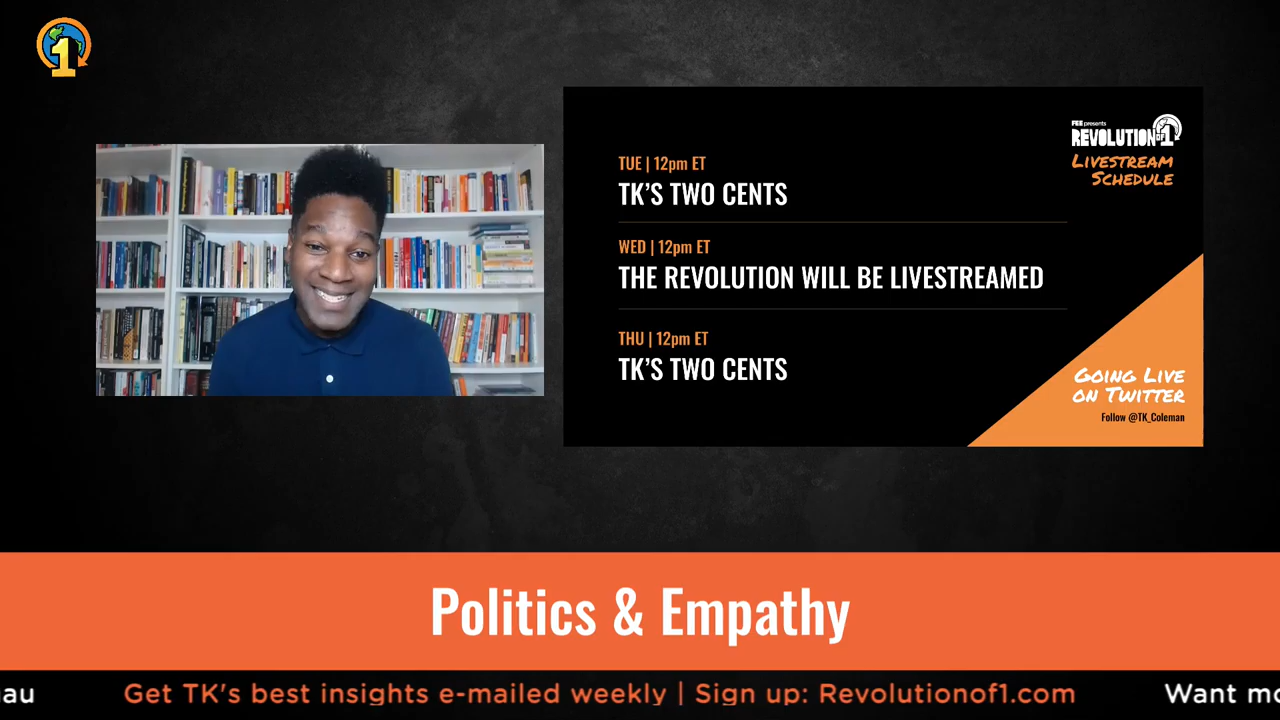 1
FEE presents
REVOLUTION OF 1
LIVESTREAM
SCHEDULE
TUE | 12pm ET
TK'S TWO CENTS
WED | 12pm ET
THE REVOLUTION WILL BE LIVESTREAMED
THU | 12pm ET
TK'S TWO CENTS
GOING LIVE
ON TWITTER
Follow @TK_Coleman
Politics & Empathy
au Get TK's best insights e-mailed weekly | Sign up: Revolutionof1.com Want mo